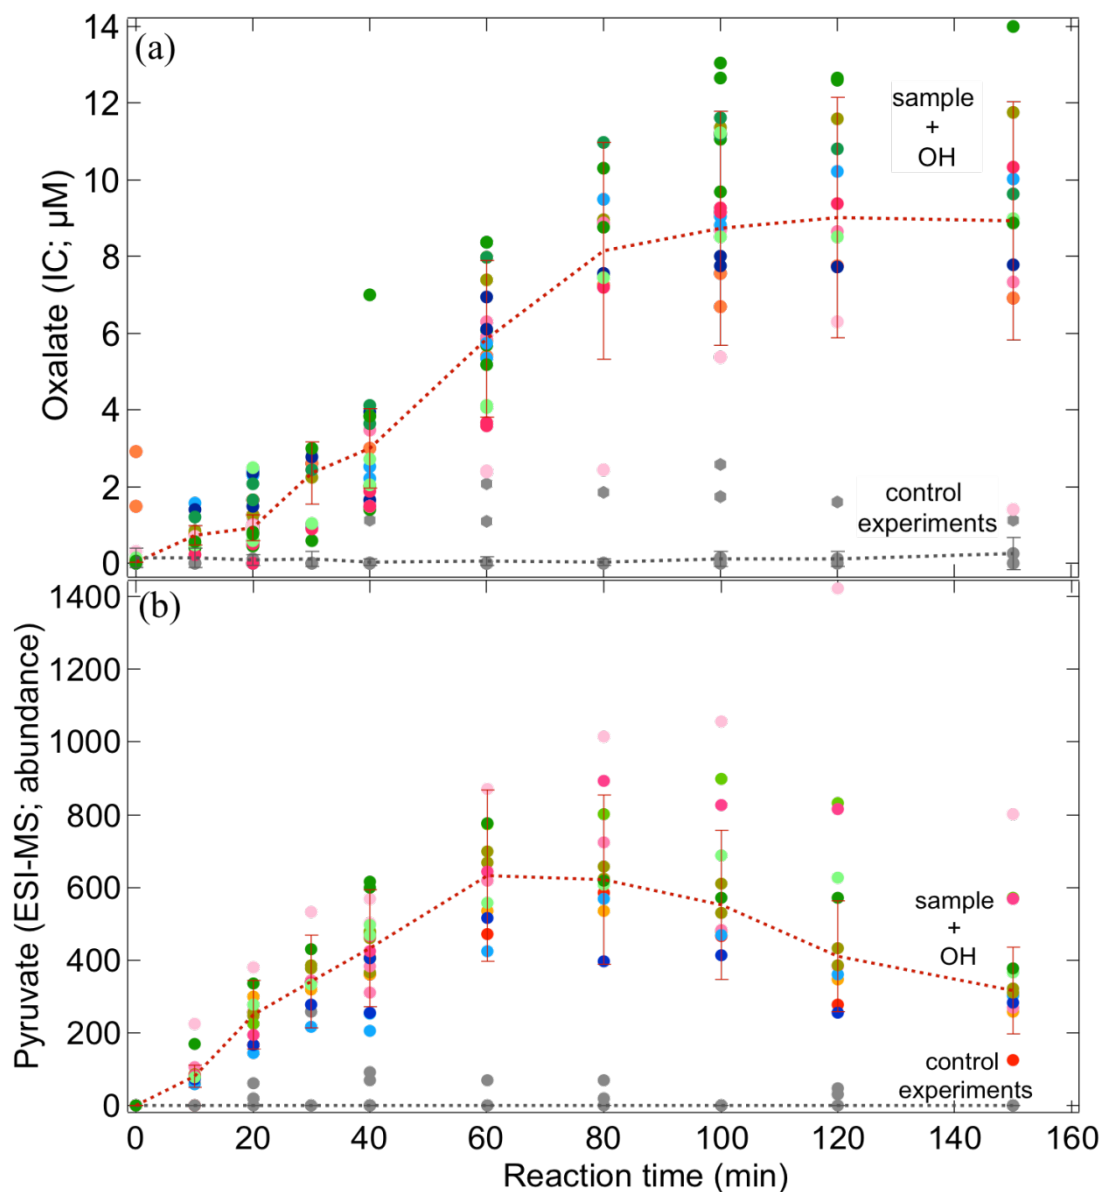 14
(a)
12
sample
+
OH
10
8
6
4
2
control
experiments
0
Oxalate (IC; µM)
1400
(b)
1200
1000
800
600
400
200
0
sample
+
OH
control
experiments
Pyruvate (ESI-MS; abundance)
0 20 40 60 80 100 120 140 160
Reaction time (min)